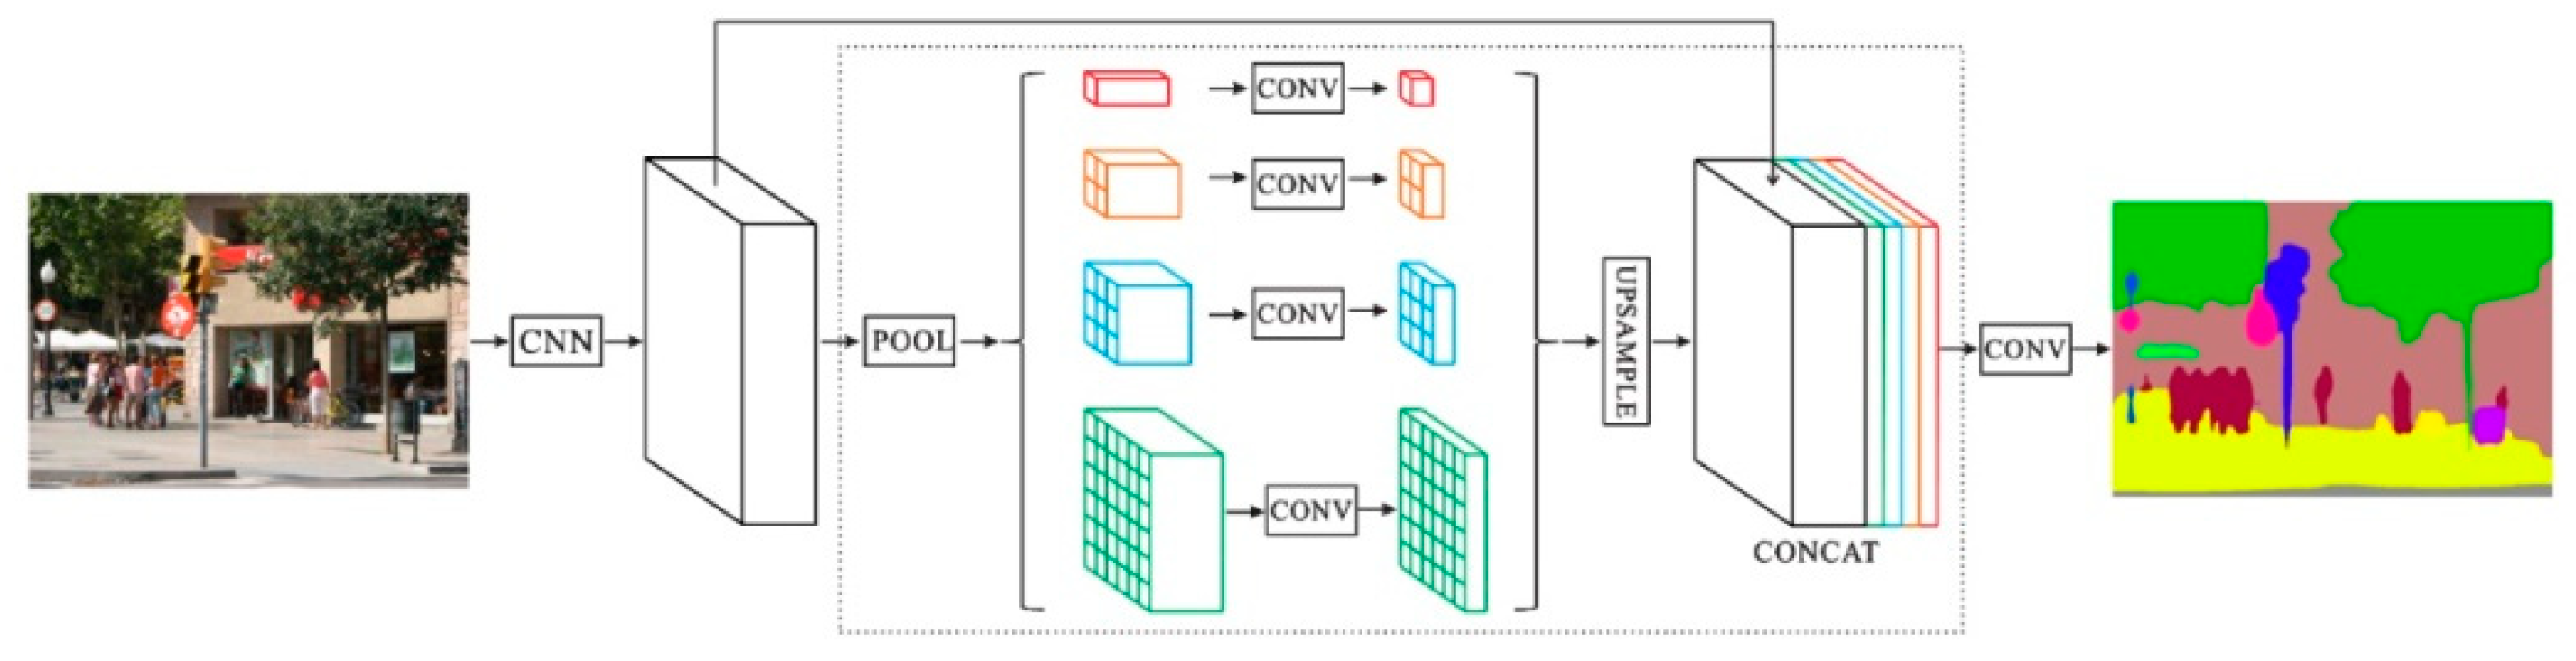 CNN
POOL
CONV
CONV
CONV
CONV
UPSAMPLE
CONCAT
CONV